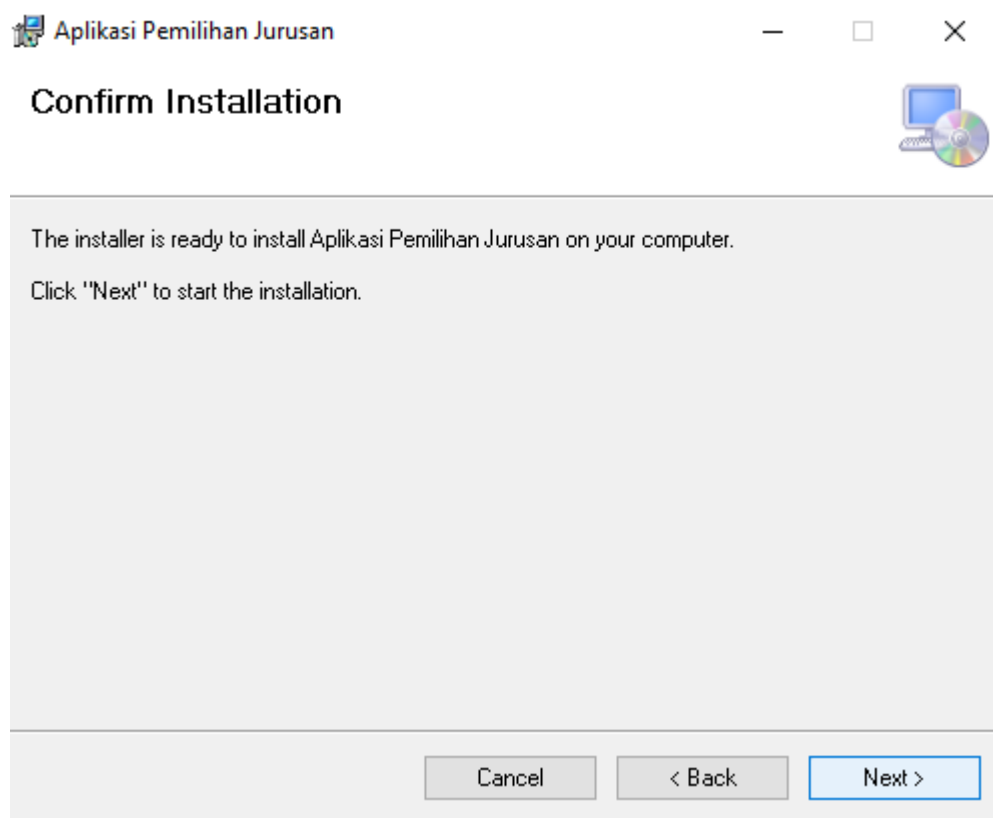 Aplikasi Pemilihan Jurusan
Confirm Installation
The installer is ready to install Aplikasi Pemilihan Jurusan on your computer.
Click "Next" to start the installation.
Cancel
< Back
Next >